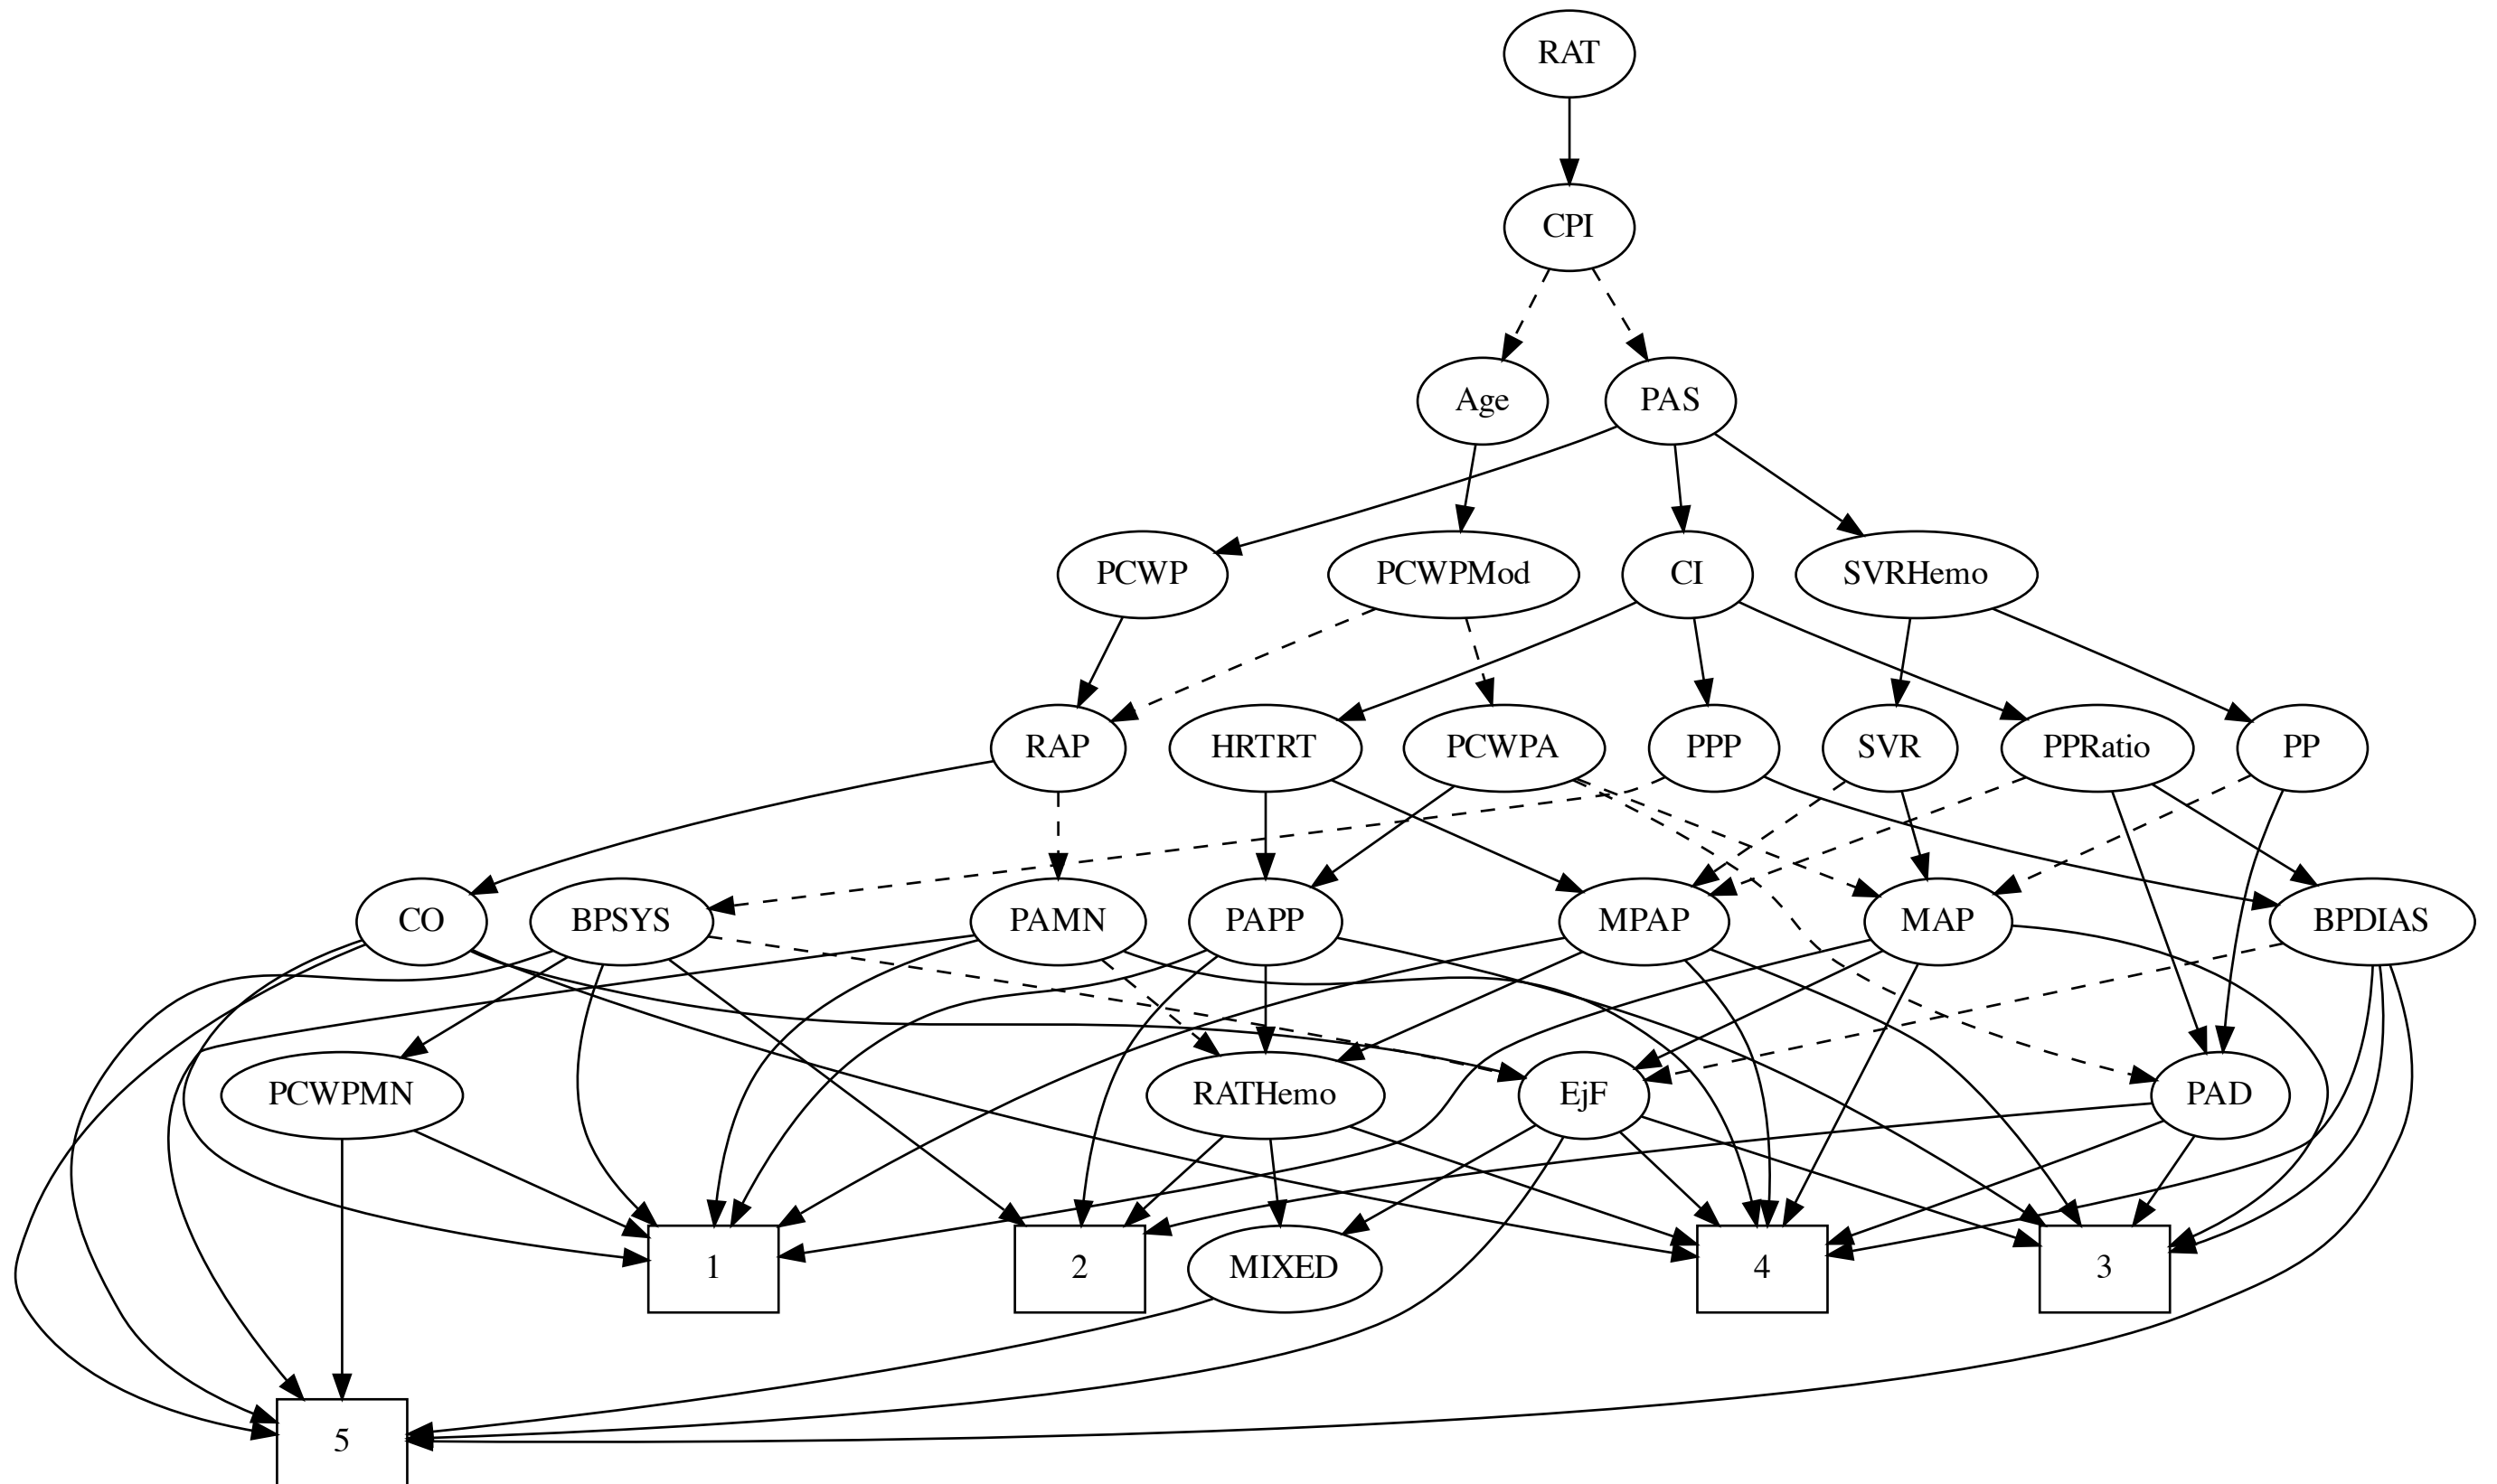 RAT
CPI
Age
PAS
PCWP
PCWPMod
CI
SVRHemo
RAP
HRTRT
PCWPA
PPP
SVR
PPRatio
PP
CO
BPSYS
PAMN
PAPP
MPAP
MAP
BPDIAS
PCWPMN
RATHemo
EjF
PAD
1
2
MIXED
4
3
5